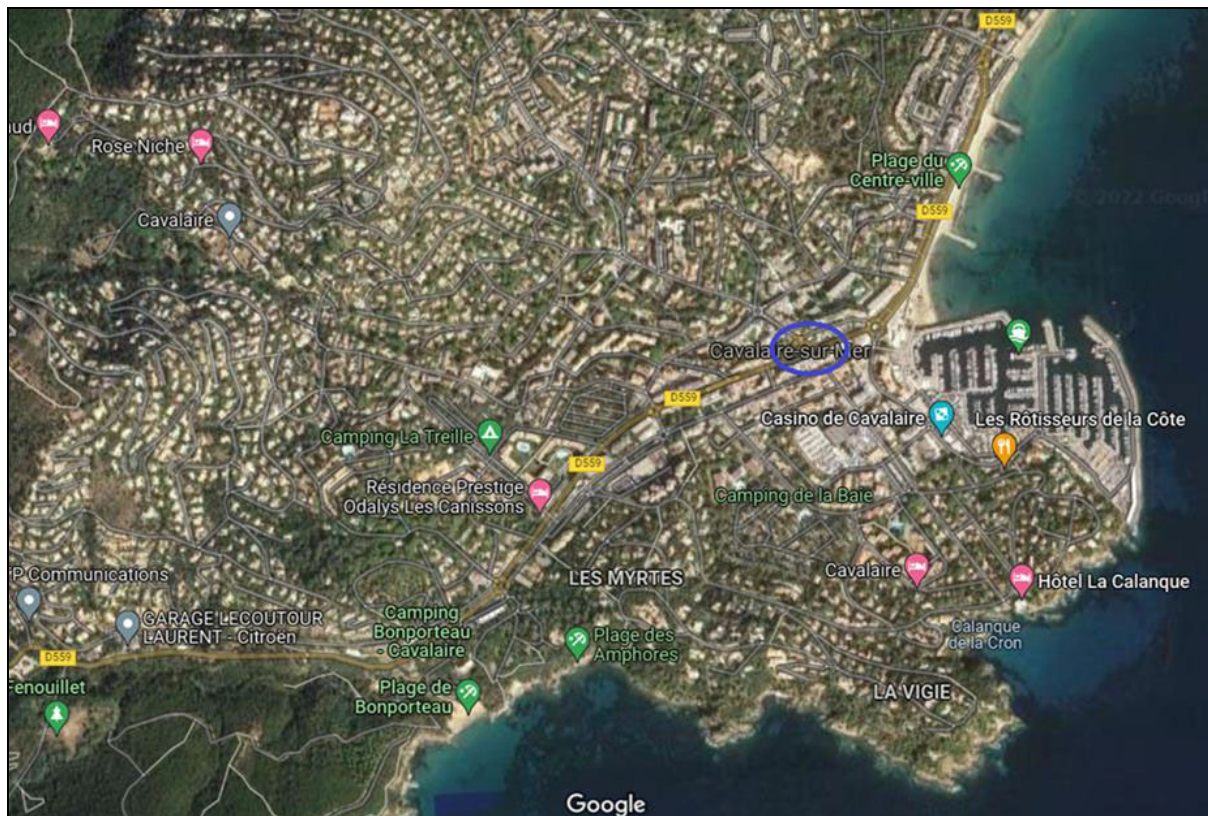 D559
Plage du
Centre-ville
aud
Rose Niche
© 2022 Google
D559
Cavalaire
Cavalaire-sur-Mer
D559
Casino de Cavalaire
Les Rôtisseurs de la Côte
Camping La Treille
D559
Résidence Prestige
Odalys Les Canissons
Camping de la Baie
P Communications
LES MYRTES
Cavalaire
Hôtel La Calanque
GARAGE LECOUTOUR
LAURENT - Citroën
Camping
Bonporteau
- Cavalaire
Plage des
Amphores
Calanque
de la Cron
D559
Fenouillet
Plage de
Bonporteau
LA VIGIE
Google